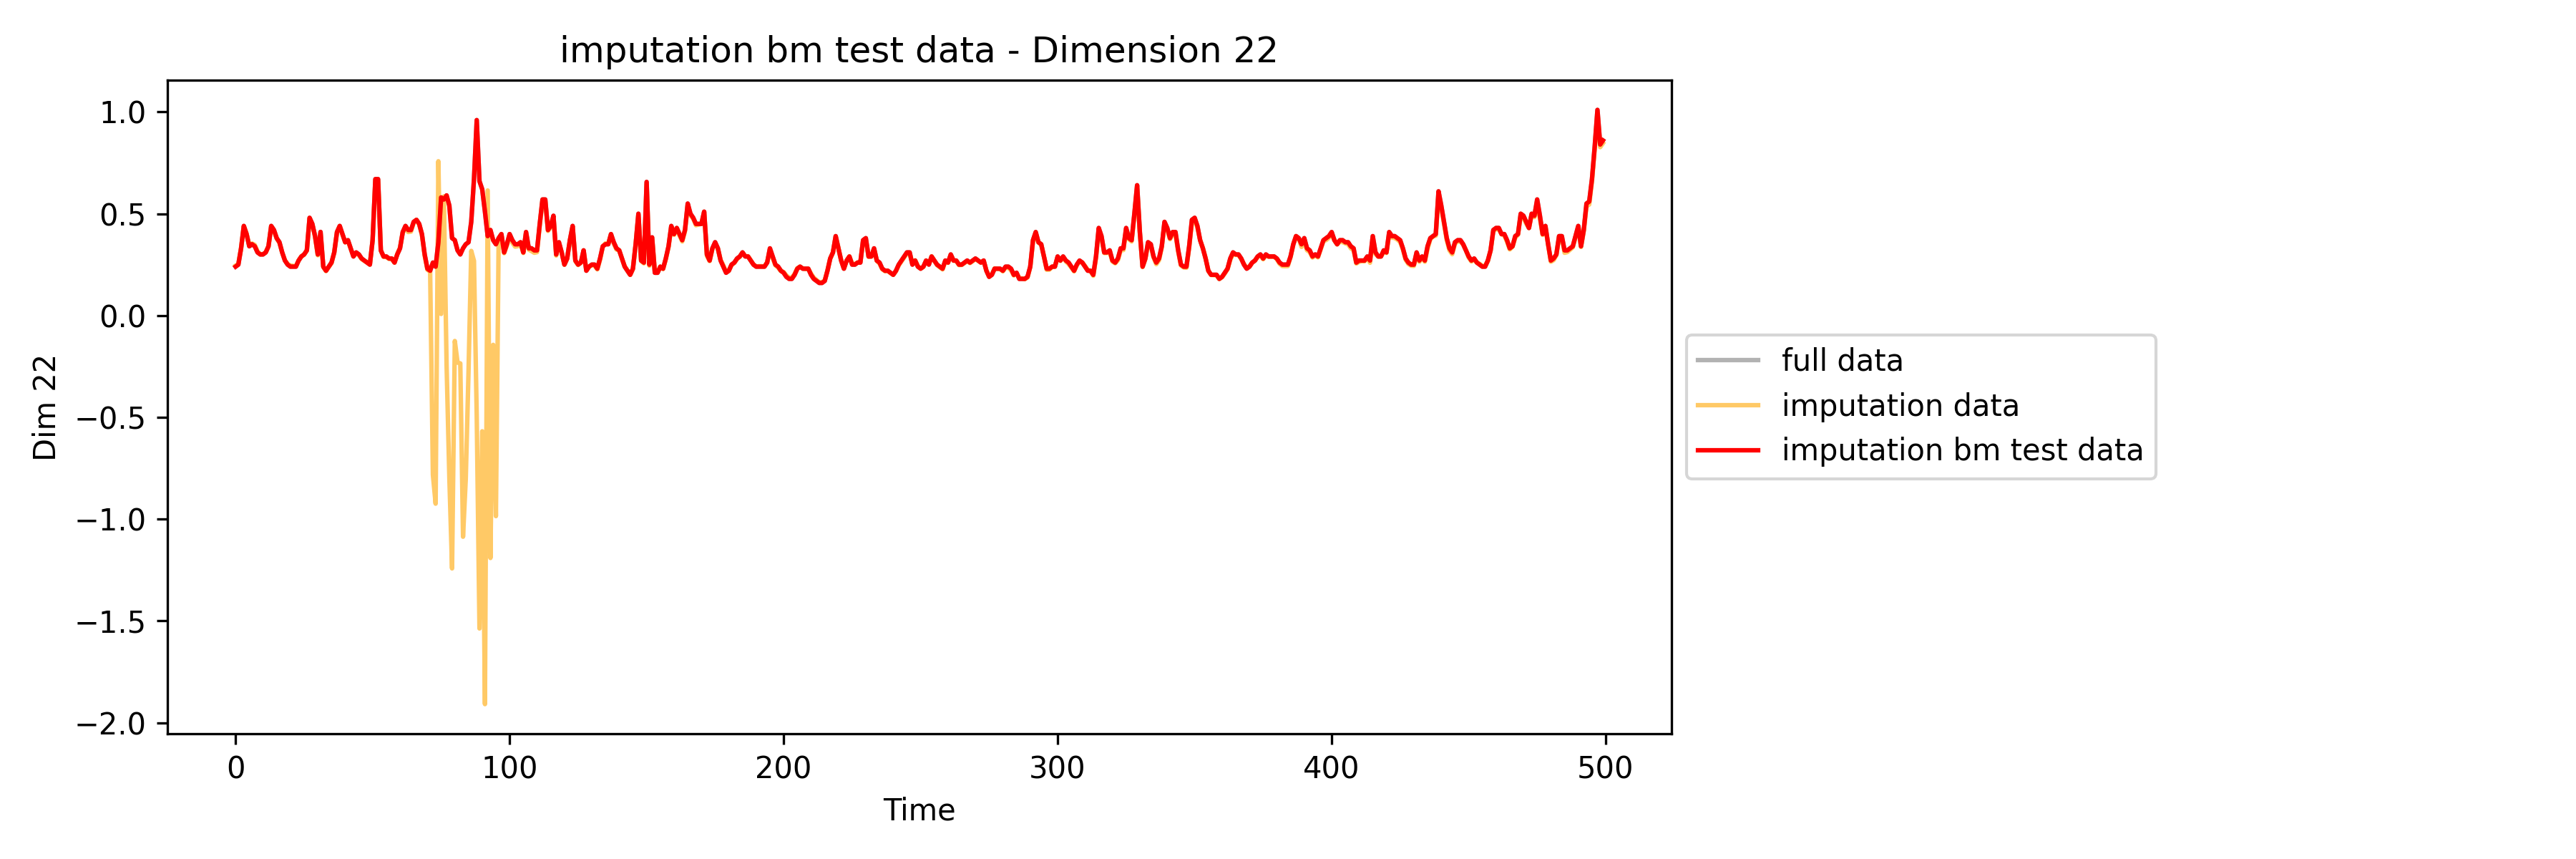 imputation bm test data - Dimension 22
1.0
0.5
0.0
−0.5
−1.0
−1.5
−2.0
Dim 22
0 100 200 300 400 500
Time
full data
imputation data
imputation bm test data